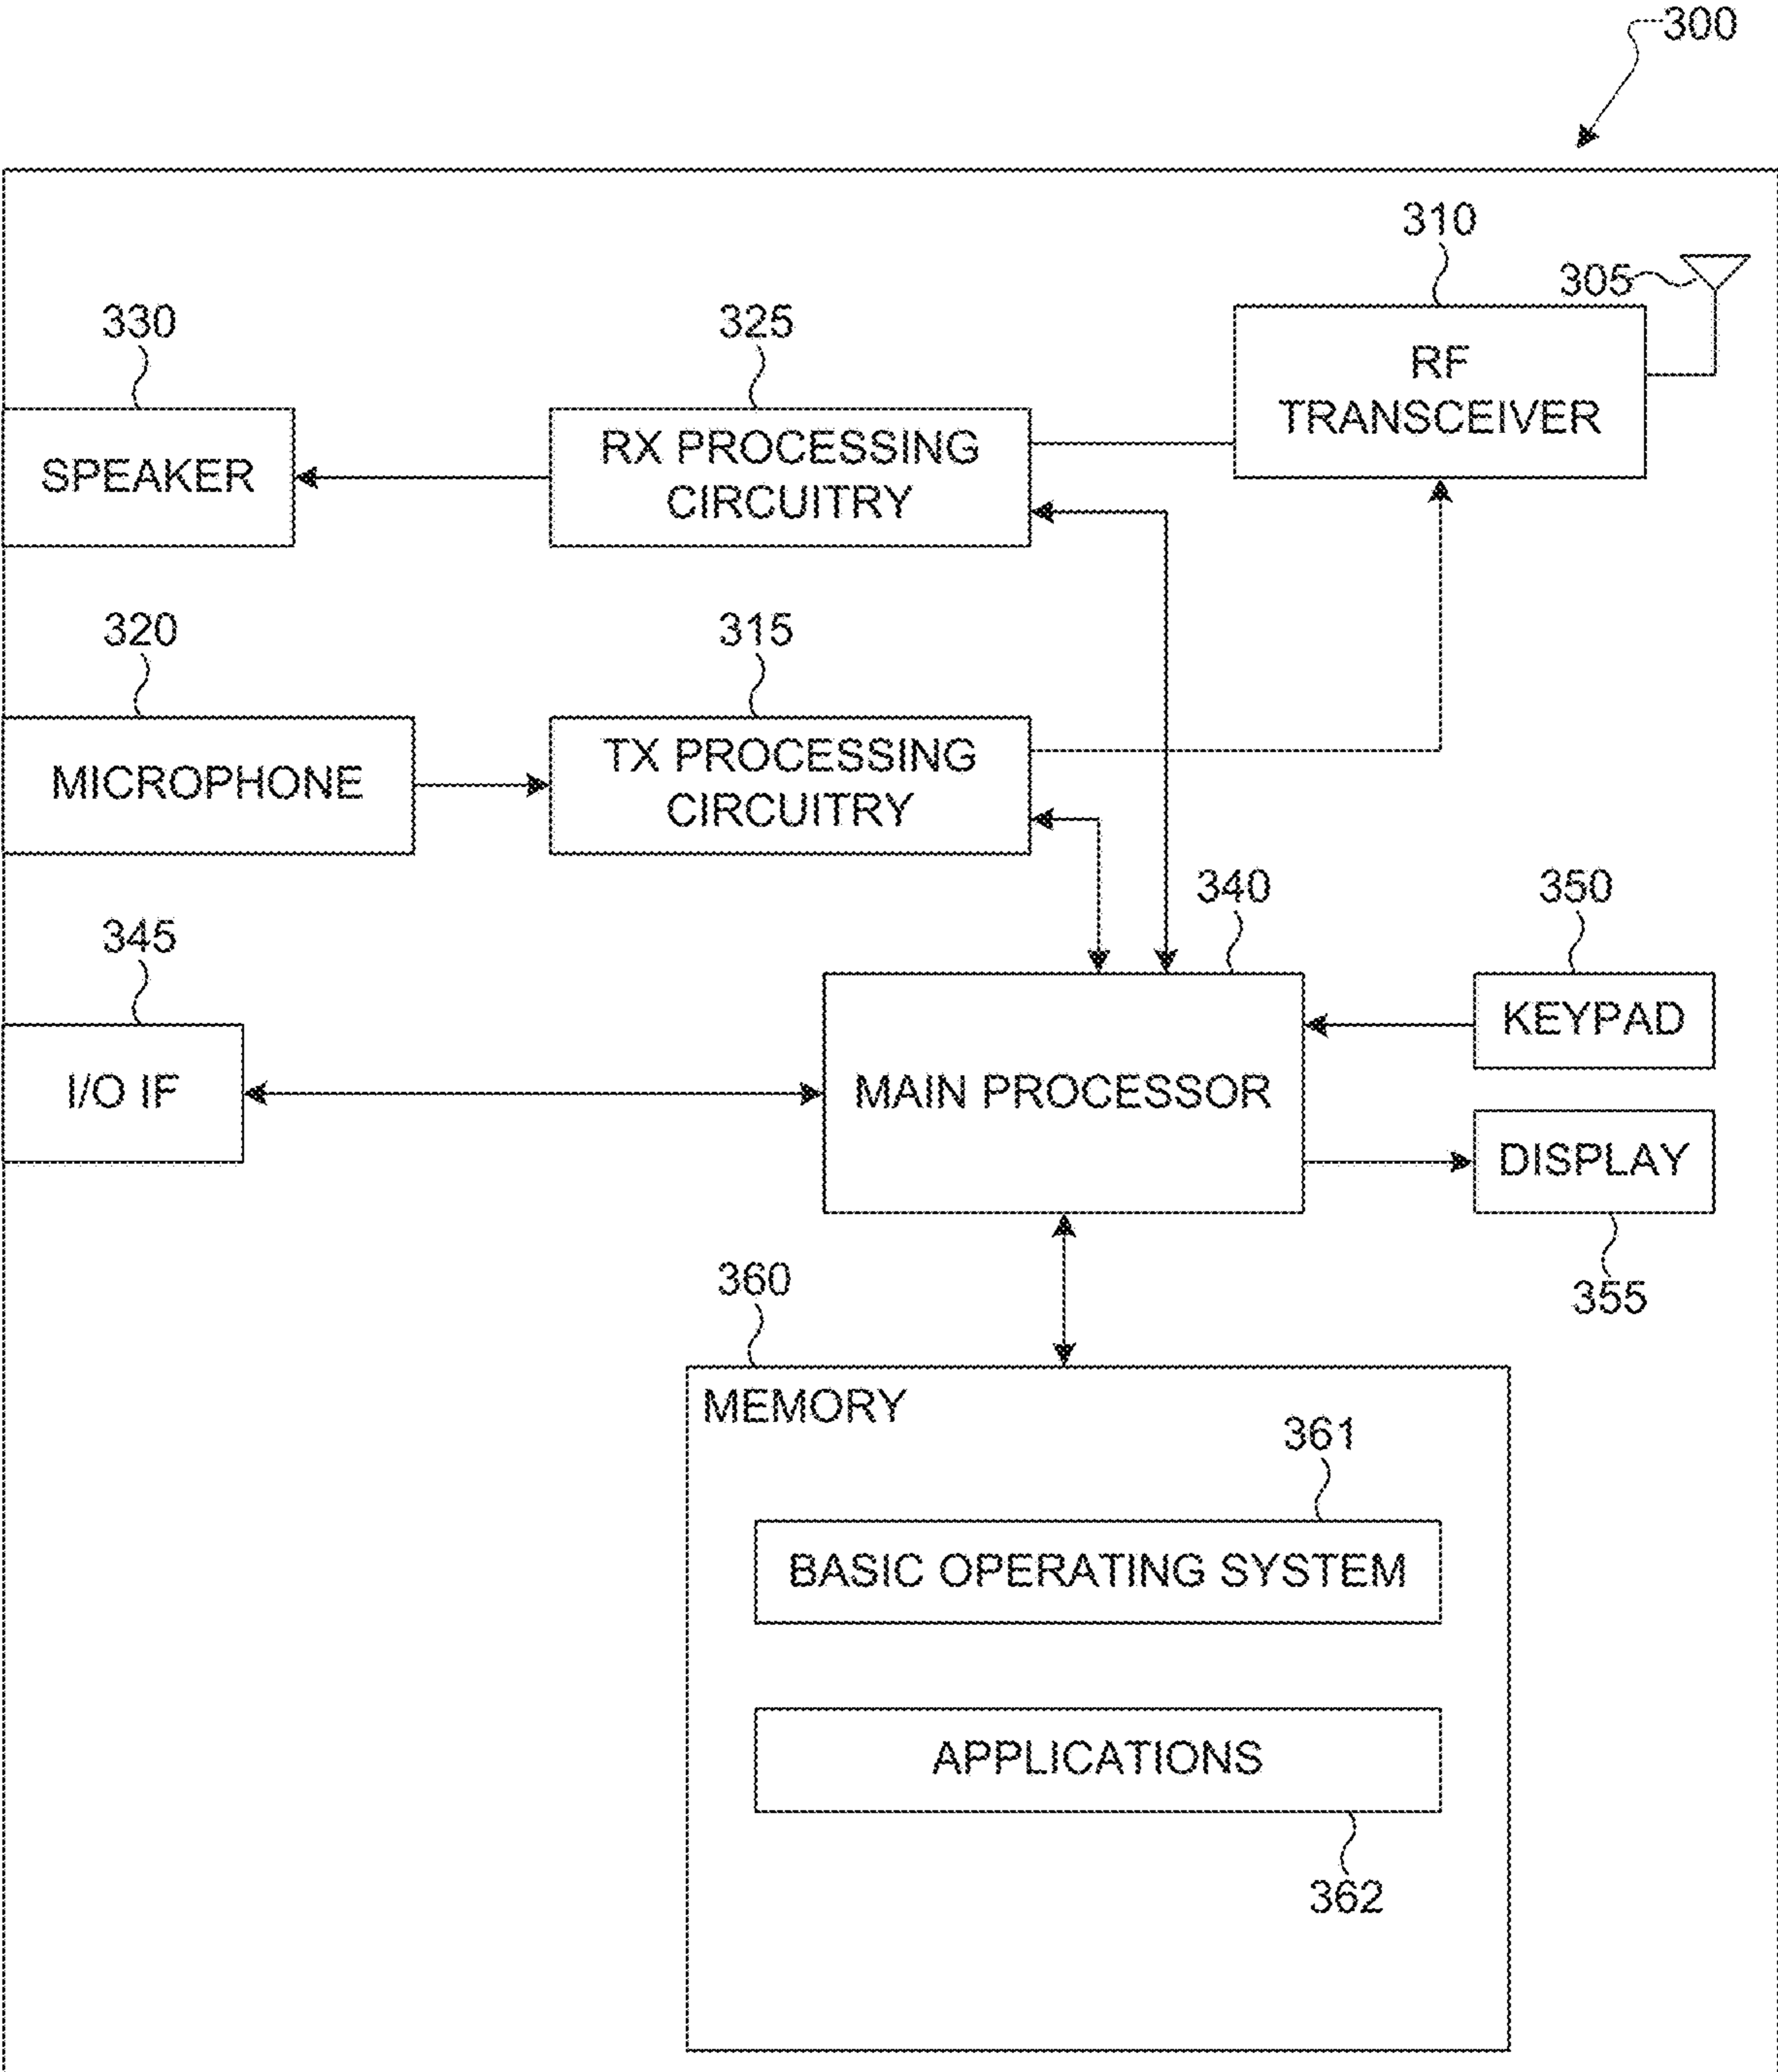 300
310
305
330
325
RF
TRANSCEIVER
SPEAKER
RX PROCESSING
CIRCUITRY
320
315
MICROPHONE
TX PROCESSING
CIRCUITRY
340
350
345
KEYPAD
I/O IF
MAIN PROCESSOR
DISPLAY
360
355
MEMORY
361
BASIC OPERATING SYSTEM
APPLICATIONS
362